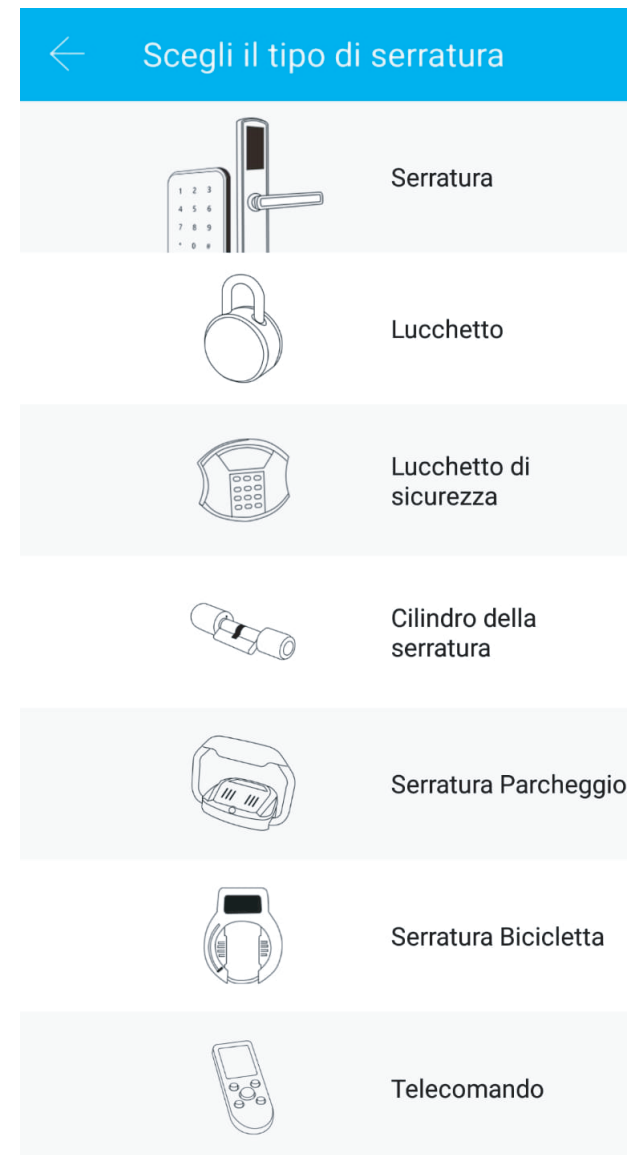 Scegli il tipo di serratura
1 2 3
4 5 6
7 8 9
* 0 #
Serratura
Lucchetto
Lucchetto di
sicurezza
Cilindro della
serratura
Serratura Parcheggio
Serratura Bicicletta
Telecomando